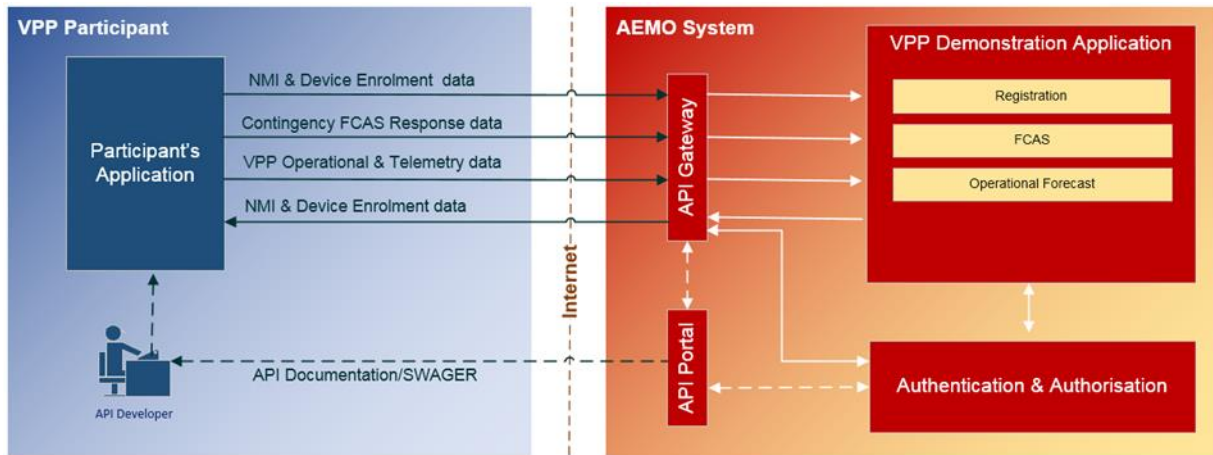 VPP Participant
AEMO System
VPP Demonstration Application
NMI & Device Enrolment data
Registration
Contingency FCAS Response data
FCAS
Participant's
Application
VPP Operational & Telemetry data
Operational Forecast
NMI & Device Enrolment data
API Gateway
Internet
API Documentation/SWAGER
API Developer
API Portal
Authentication & Authorisation